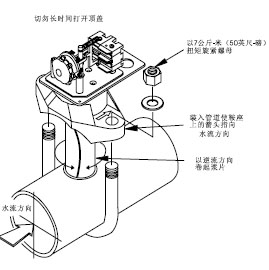 切勿长时间打开顶盖
以7公斤-米（50英尺-磅）
扭矩旋紧螺母
装入管道使鞍座
上的箭头指向
水流方向
以逆流方向
卷起桨片
水流方向